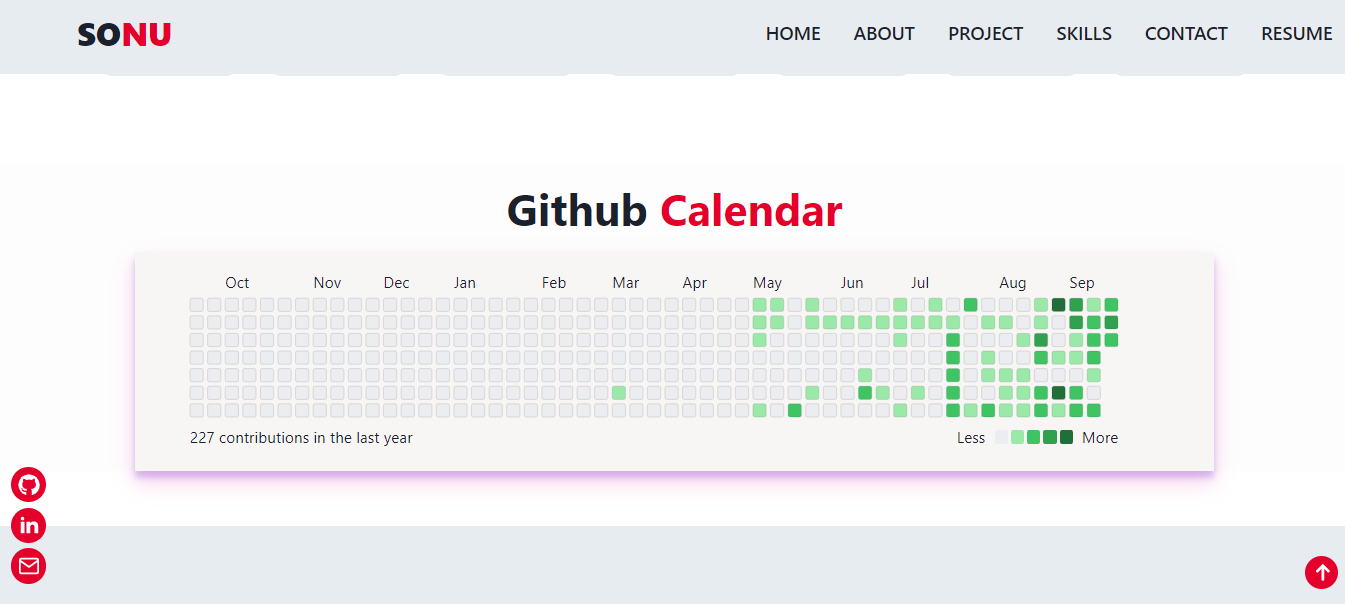 SONU HOME ABOUT PROJECT SKILLS CONTACT RESUME
Github Calendar
Oct Nov Dec Jan Feb Mar Apr May Jun Jul Aug Sep
227 contributions in the last year Less More
in